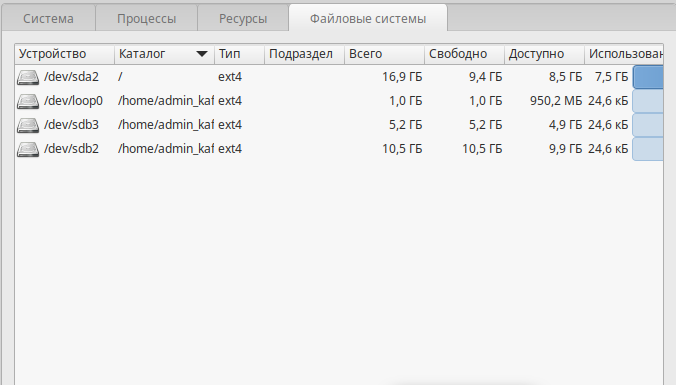 Система Процессы Ресурсы Файловые системы
Устройство Каталог Тип Подраздел Всего Свободно Доступно Использован
/dev/sda2 / ext4 16,9 ГБ 9,4 ГБ 8,5 ГБ 7,5 ГБ
/dev/loop0 /home/admin_kaf ext4 1,0 ГБ 1,0 ГБ 950,2 МБ 24,6 кБ
/dev/sdb3 /home/admin_kaf ext4 5,2 ГБ 5,2 ГБ 4,9 ГБ 24,6 кБ
/dev/sdb2 /home/admin_kaf ext4 10,5 ГБ 10,5 ГБ 9,9 ГБ 24,6 кБ